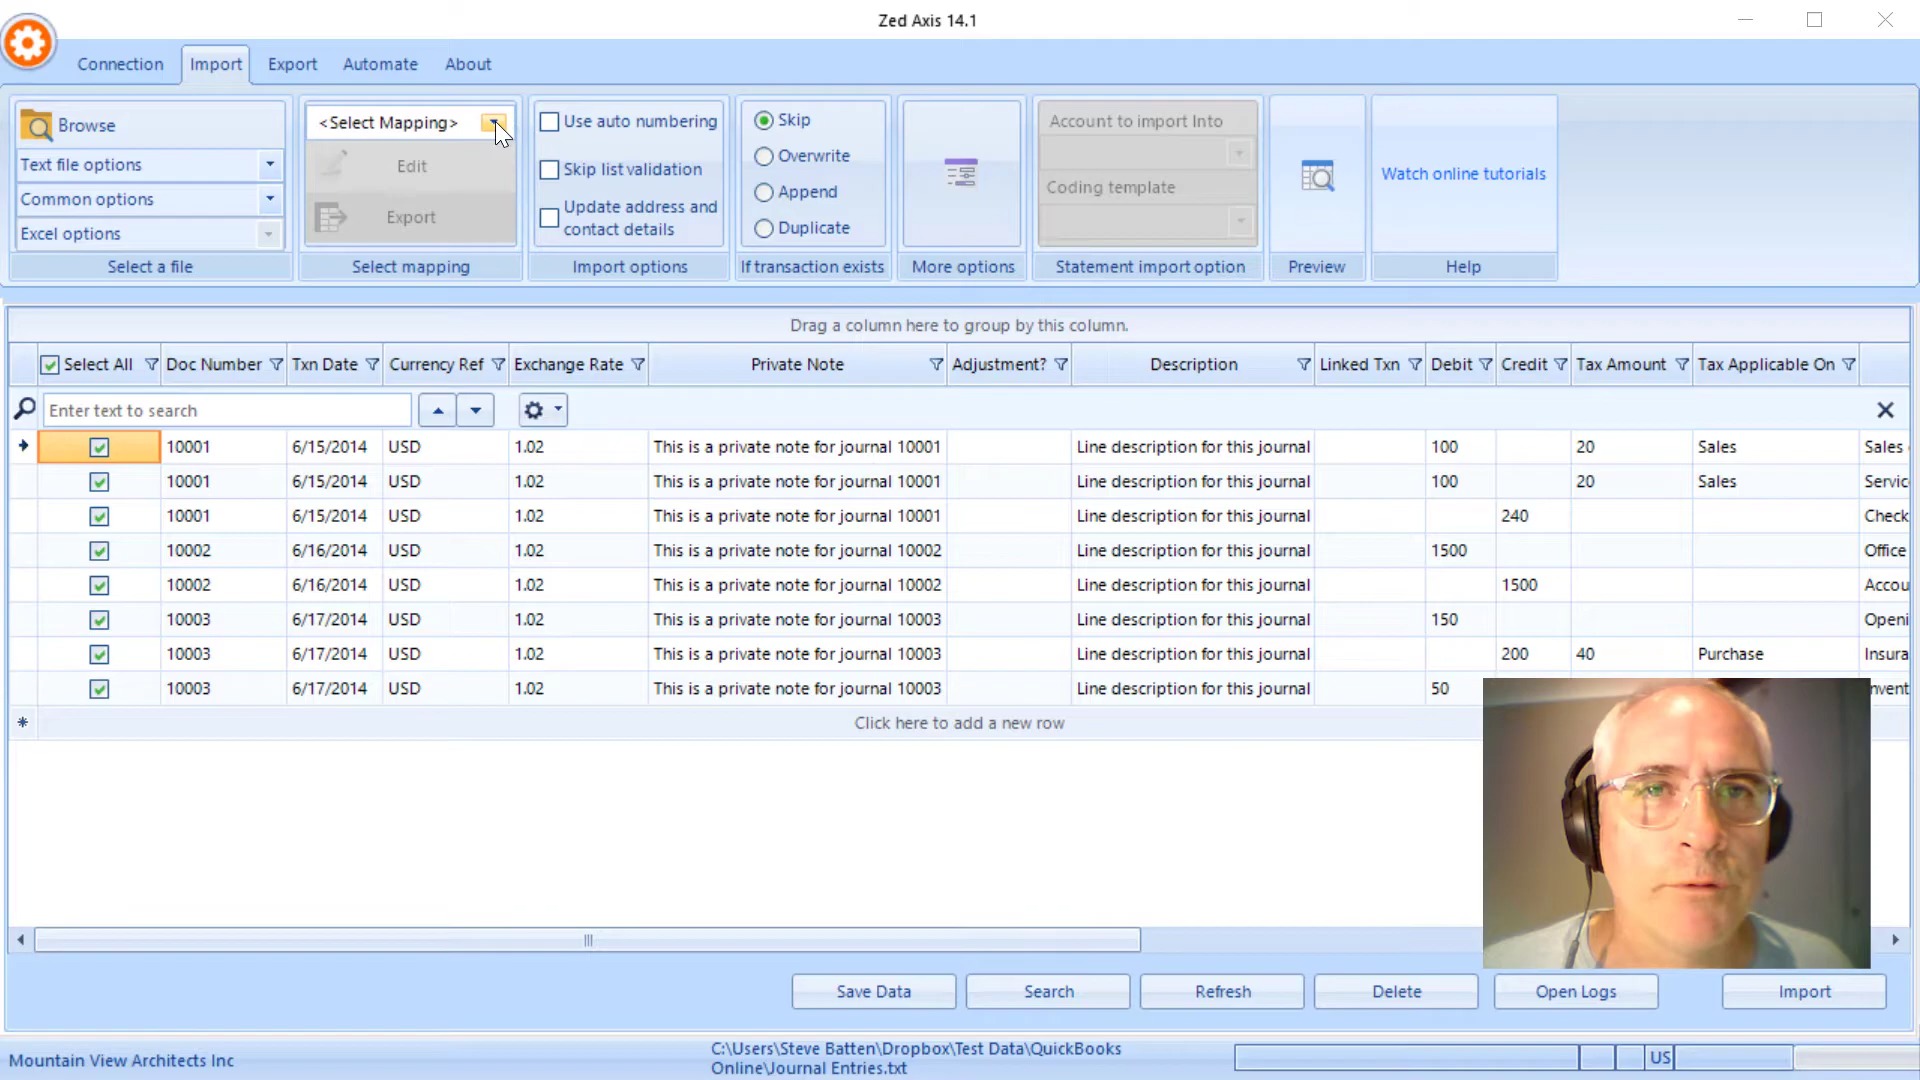 Zed Axis 14.1
Connection Import Export Automate About
Browse
Text file options
Common options
Excel options
Select a file
<Select Mapping>
Edit
Export
Select mapping
Use auto numbering
Skip list validation
Update address and
contact details
Import options
Skip
Overwrite
Append
Duplicate
If transaction exists
More options
Account to import Into
Coding template
Statement import option
Preview
Watch online tutorials
Help
Drag a column here to group by this column.
Select All Doc Number Txn Date Currency Ref Exchange Rate Private Note Adjustment? Description Linked Txn Debit Credit Tax Amount Tax Applicable On
Enter text to search
10001 6/15/2014 USD 1.02 This is a private note for journal 10001 Line description for this journal 100 20 Sales Sales
10001 6/15/2014 USD 1.02 This is a private note for journal 10001 Line description for this journal 100 20 Sales Servic
10001 6/15/2014 USD 1.02 This is a private note for journal 10001 Line description for this journal 240 Check
10002 6/16/2014 USD 1.02 This is a private note for journal 10002 Line description for this journal 1500 Office
10002 6/16/2014 USD 1.02 This is a private note for journal 10002 Line description for this journal 1500 Accou
10003 6/17/2014 USD 1.02 This is a private note for journal 10003 Line description for this journal 150 Openi
10003 6/17/2014 USD 1.02 This is a private note for journal 10003 Line description for this journal 200 40 Purchase Insura
10003 6/17/2014 USD 1.02 This is a private note for journal 10003 Line description for this journal 50 nvent
Click here to add a new row
Save Data Search Refresh Delete Open Logs Import
Mountain View Architects Inc
C:\Users\Steve Batten\Dropbox\Test Data\QuickBooks
Online\Journal Entries.txt
US